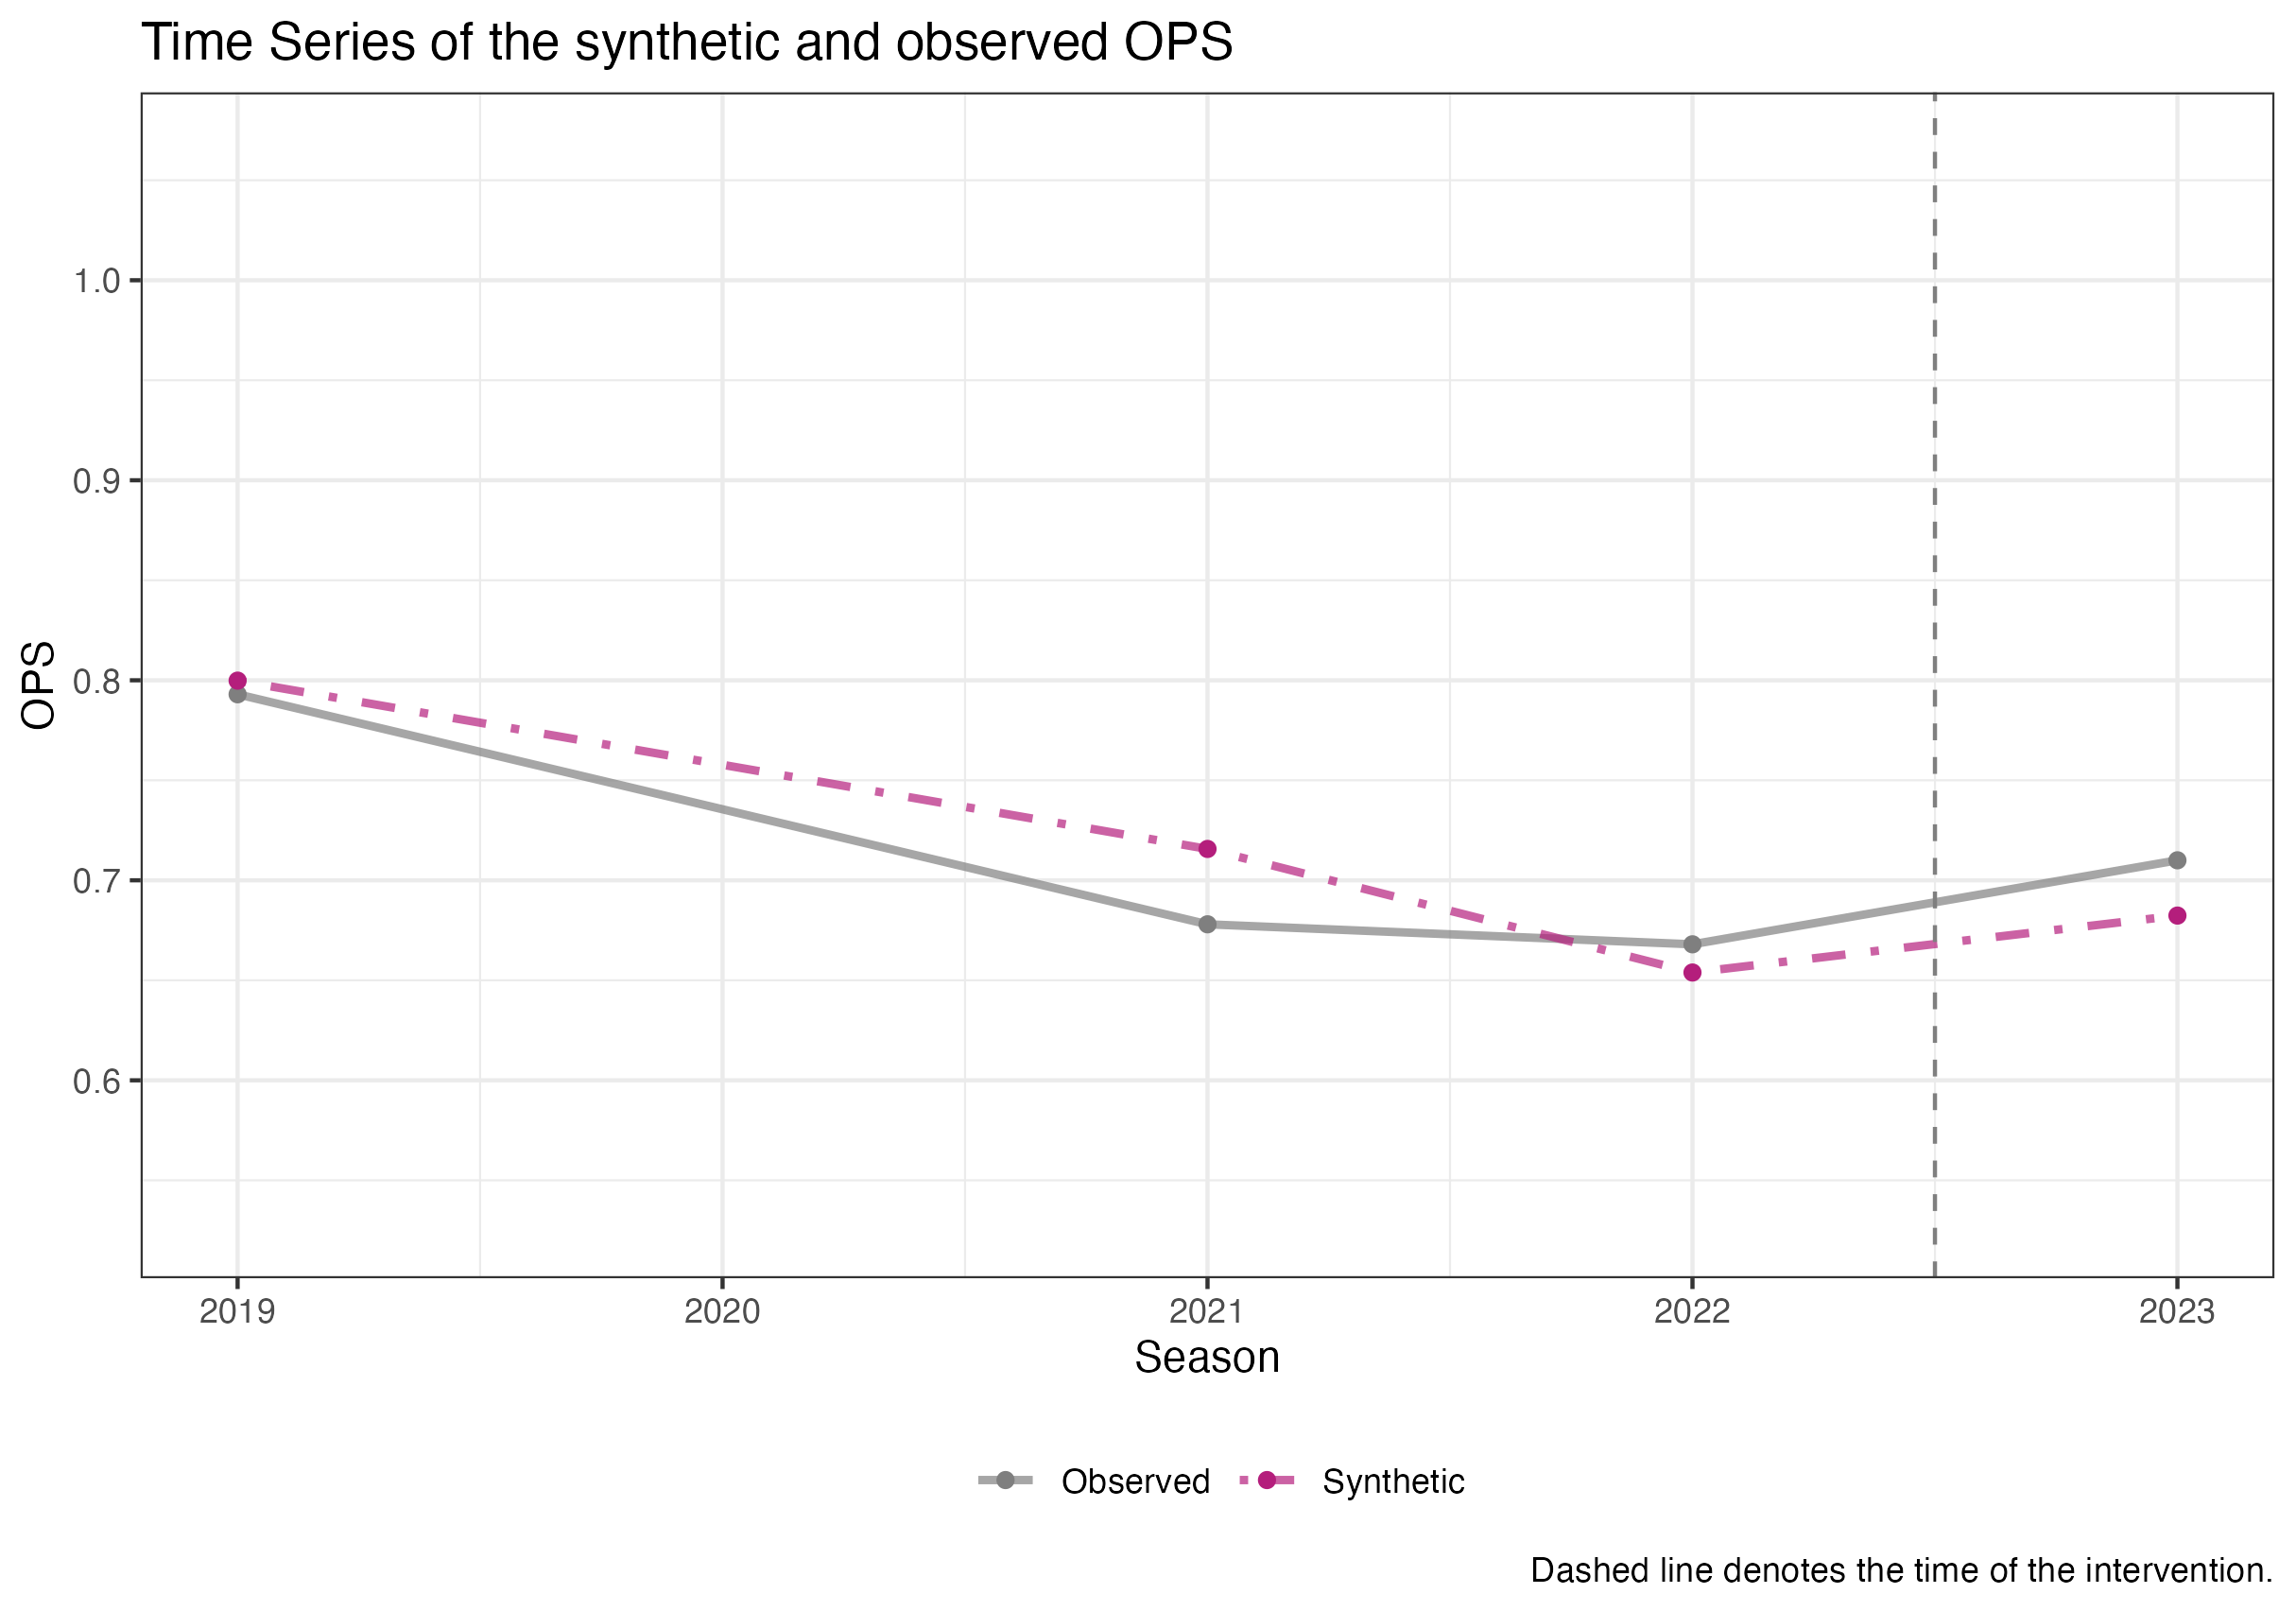 Time Series of the synthetic and observed OPS
OPS
1.0
0.9
0.8
0.7
0.6
2019 2020 2021 2022 2023
Season
Observed Synthetic
Dashed line denotes the time of the intervention.